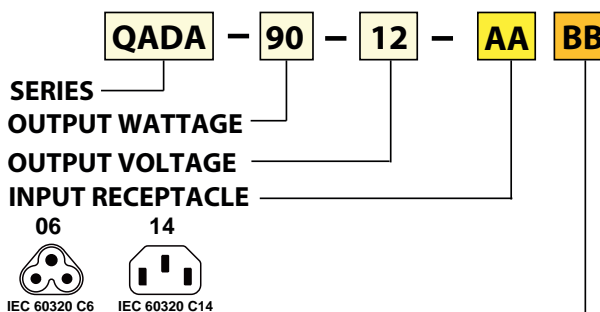 QADA – 90 – 12 – AA BB
SERIES
OUTPUT WATTAGE
OUTPUT VOLTAGE
INPUT RECEPTACLE
06 14
IEC 60320 C6 IEC 60320 C14